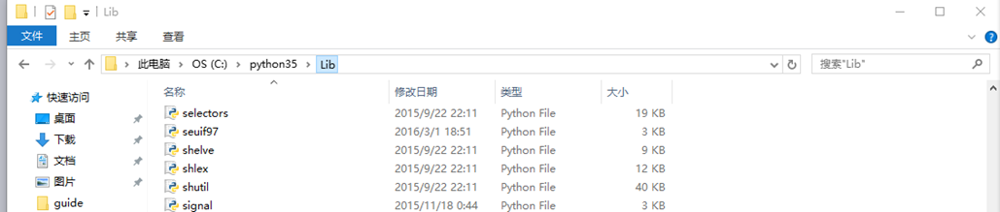 Lib
文件 主页 共享 查看
此电脑 OS (C:) python35 Lib 搜索"Lib"
名称 修改日期 类型 大小
快速访问
桌面
下载
文档
图片
guide
selectors 2015/9/22 22:11 Python File 19 KB
seuif97 2016/3/1 18:51 Python File 3 KB
shelve 2015/9/22 22:11 Python File 9 KB
shlex 2015/9/22 22:11 Python File 12 KB
shutil 2015/9/22 22:11 Python File 40 KB
signal 2015/11/18 0:44 Python File 3 KB